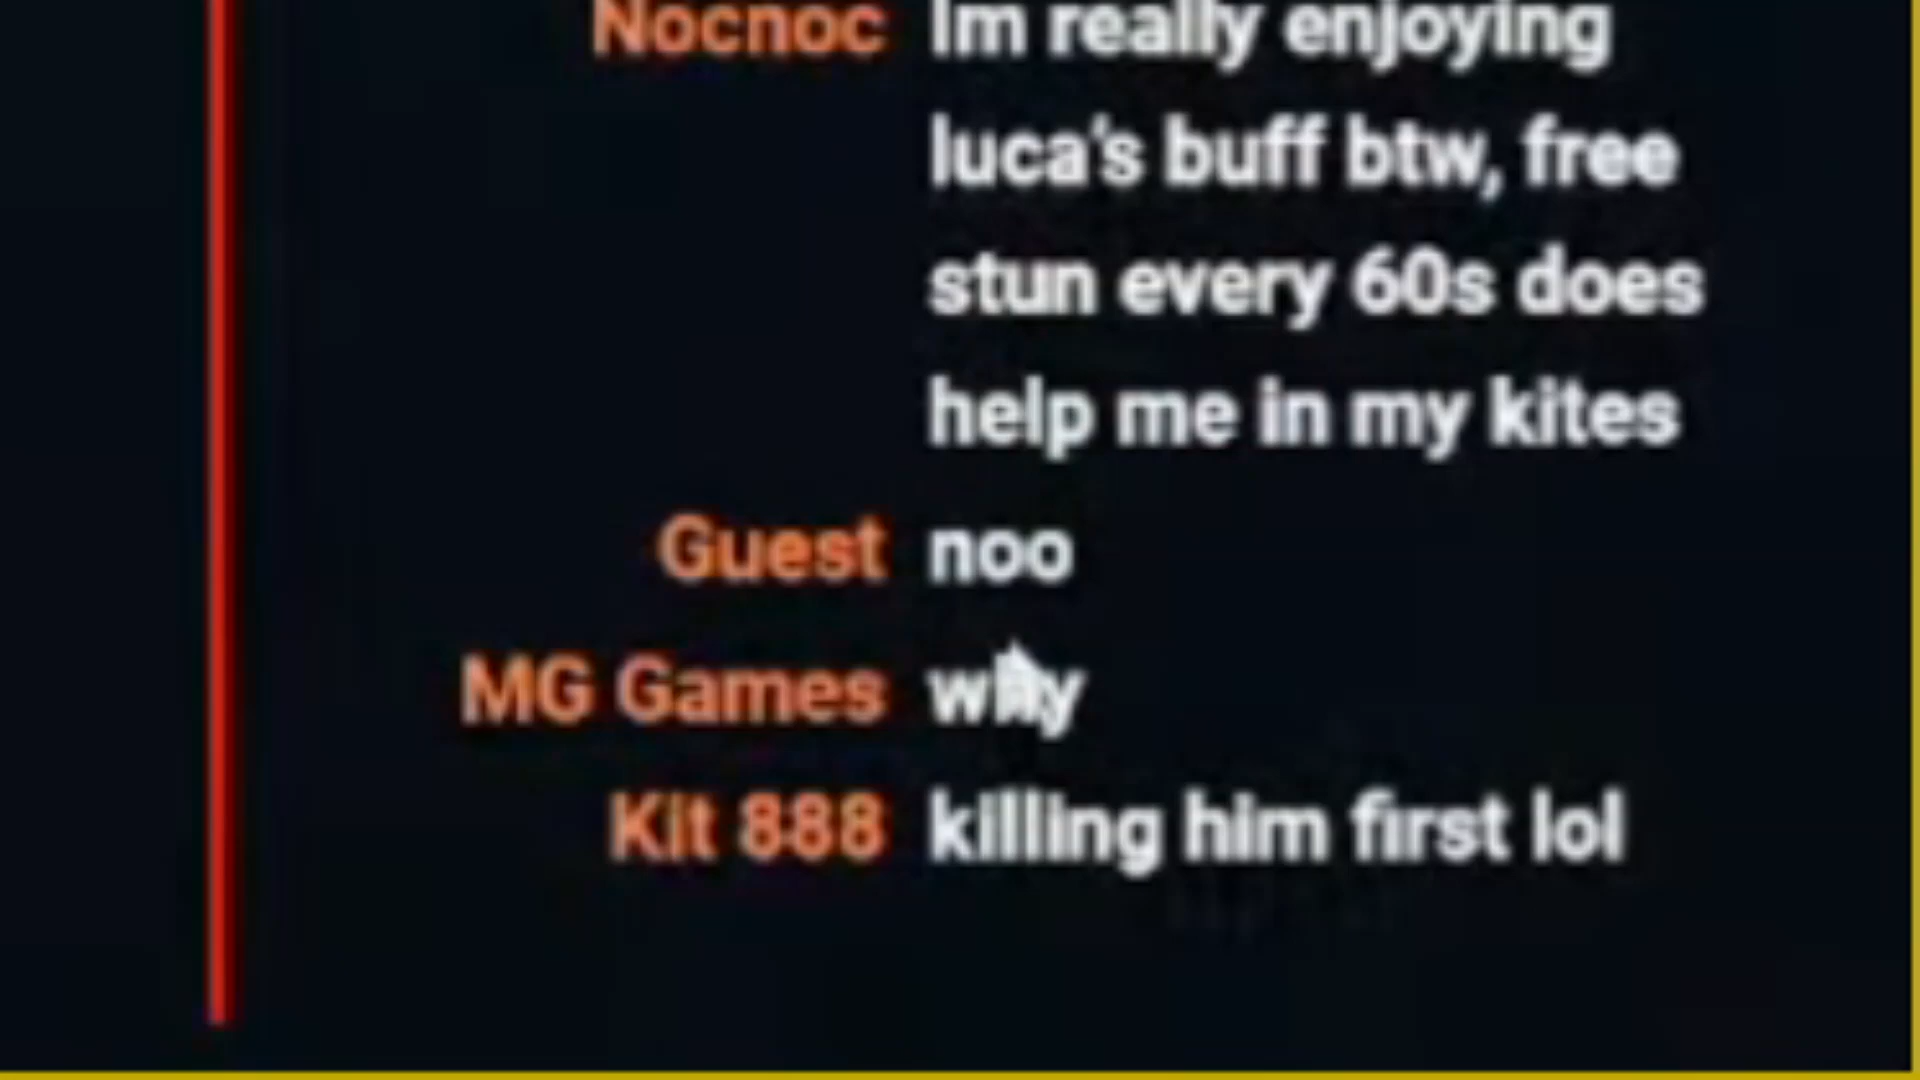 Nocnoc Im really enjoying
luca's buff btw, free
stun every 60s does
help me in my kites
Guest noo
MG Games why
Kit 888 killing him first lol